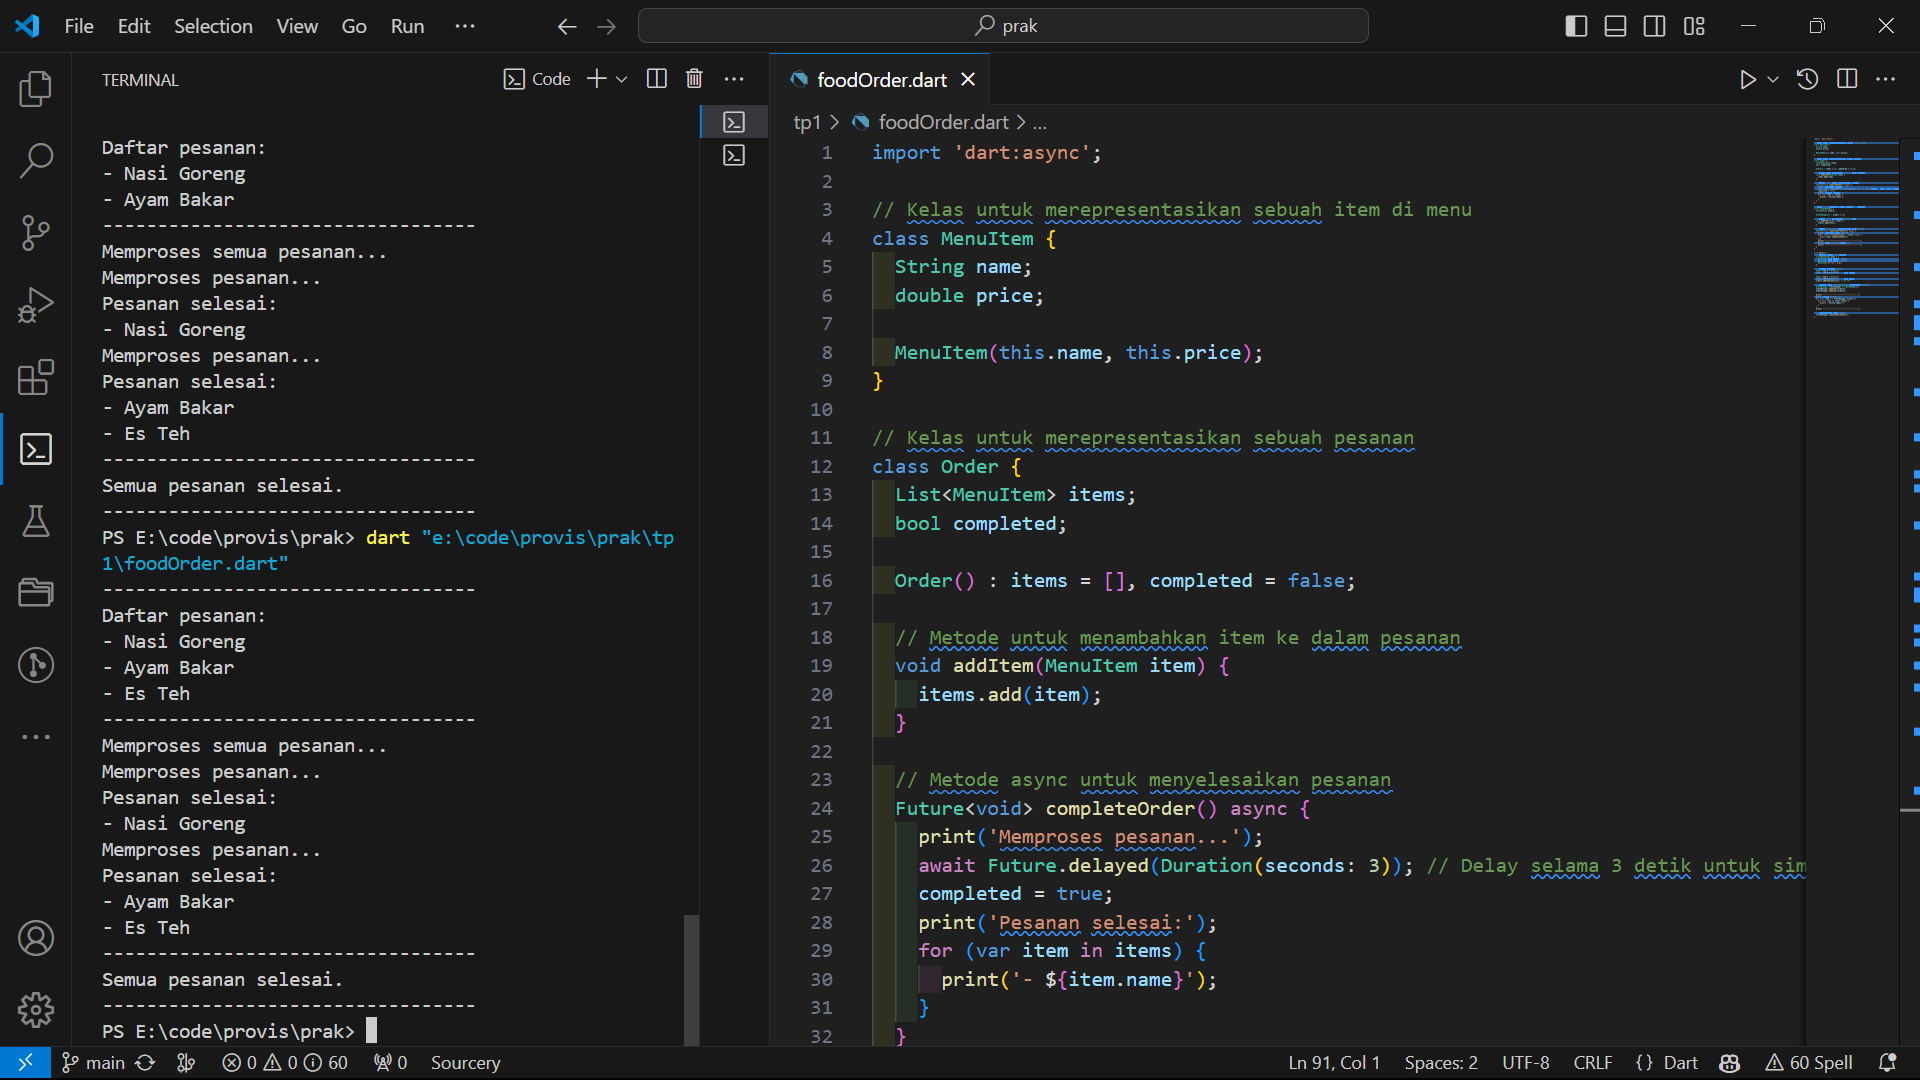 File Edit Selection View Go Run ··· prak
TERMINAL
Code
Daftar pesanan:
- Nasi Goreng
- Ayam Bakar
----------------------------------
Memproses semua pesanan...
Memproses pesanan...
Pesanan selesai:
- Nasi Goreng
Memproses pesanan...
Pesanan selesai:
- Ayam Bakar
- Es Teh
----------------------------------
Semua pesanan selesai.
----------------------------------
PS E:\code\provis\prak> dart "e:\code\provis\prak\tp
1\foodOrder.dart"
----------------------------------
Daftar pesanan:
- Nasi Goreng
- Ayam Bakar
- Es Teh
----------------------------------
Memproses semua pesanan...
Memproses pesanan...
Pesanan selesai:
- Nasi Goreng
Memproses pesanan...
Pesanan selesai:
- Ayam Bakar
- Es Teh
----------------------------------
Semua pesanan selesai.
----------------------------------
PS E:\code\provis\prak>
foodOrder.dart
tp1 > foodOrder.dart > ...
1 import 'dart:async';
2
3 // Kelas untuk merepresentasikan sebuah item di menu
4 class MenuItem {
5 String name;
6 double price;
7
8 MenuItem(this.name, this.price);
9 }
10
11 // Kelas untuk merepresentasikan sebuah pesanan
12 class Order {
13 List<MenuItem> items;
14 bool completed;
15
16 Order() : items = [], completed = false;
17
18 // Metode untuk menambahkan item ke dalam pesanan
19 void addItem(MenuItem item) {
20 items.add(item);
21 }
22
23 // Metode async untuk menyelesaikan pesanan
24 Future<void> completeOrder() async {
25 print('Memproses pesanan...');
26 await Future.delayed(Duration(seconds: 3)); // Delay selama 3 detik untuk sim
27 completed = true;
28 print('Pesanan selesai:');
29 for (var item in items) {
30 print('- ${item.name}');
31 }
32 }
main 0 0 60 0 Sourcery Ln 91, Col 1 Spaces: 2 UTF-8 CRLF {} Dart 60 Spell